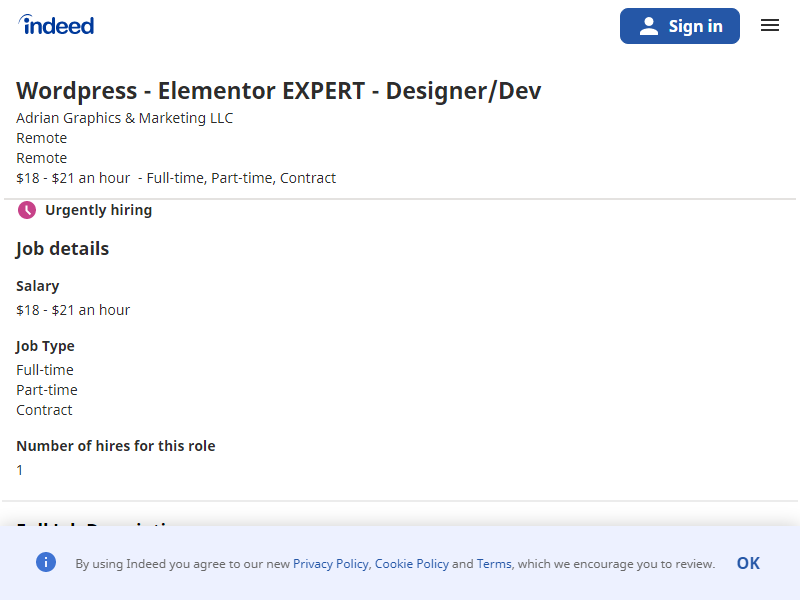 indeed
Sign in
Wordpress - Elementor EXPERT - Designer/Dev
Adrian Graphics & Marketing LLC
Remote
Remote
$18 - $21 an hour - Full-time, Part-time, Contract
Urgently hiring
Job details
Salary
$18 - $21 an hour
Job Type
Full-time
Part-time
Contract
Number of hires for this role
1
By using Indeed you agree to our new Privacy Policy, Cookie Policy and Terms, which we encourage you to review.
OK